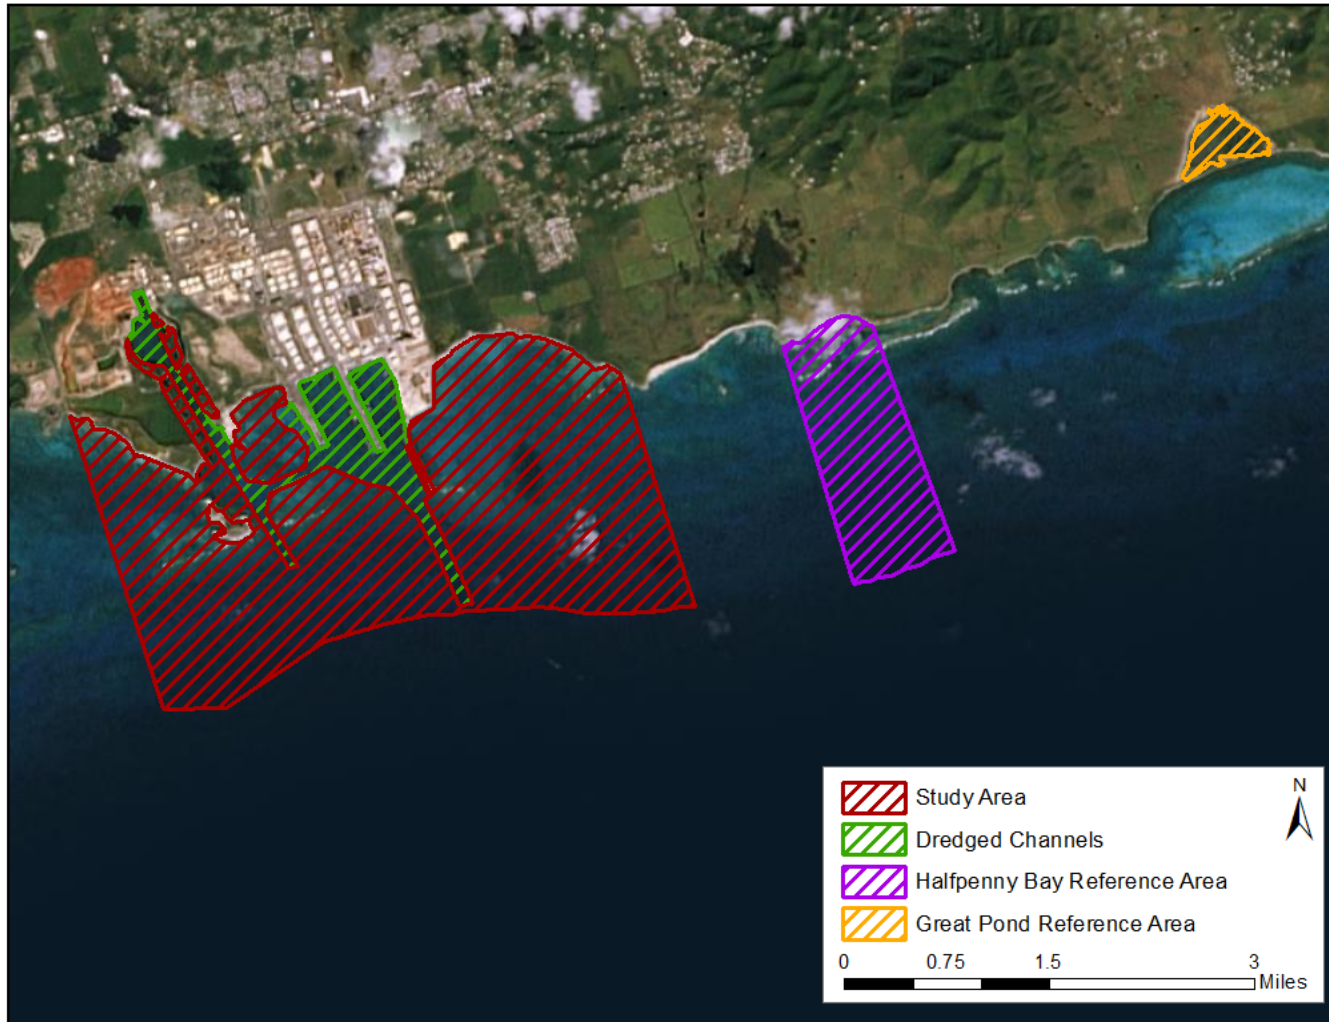 N
Study Area
Dredged Channels
Halfpenny Bay Reference Area
Great Pond Reference Area
0 0.75 1.5 3
Miles